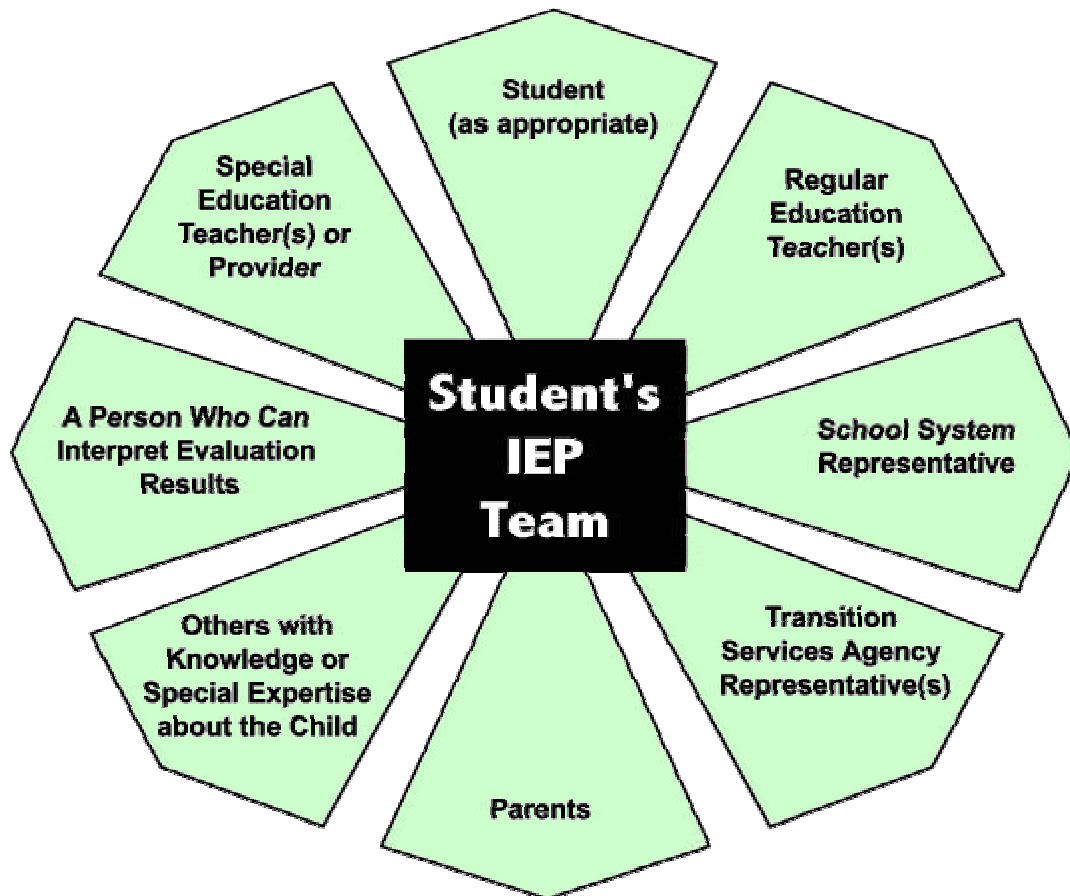 Student
(as appropriate)
Regular
Education
Teacher(s)
School System
Representative
Transition
Services Agency
Representative(s)
Parents
Others with
Knowledge or
Special Expertise
about the Child
A Person Who Can
Interpret Evaluation
Results
Special
Education
Teacher(s) or
Provider
Student's
IEP
Team